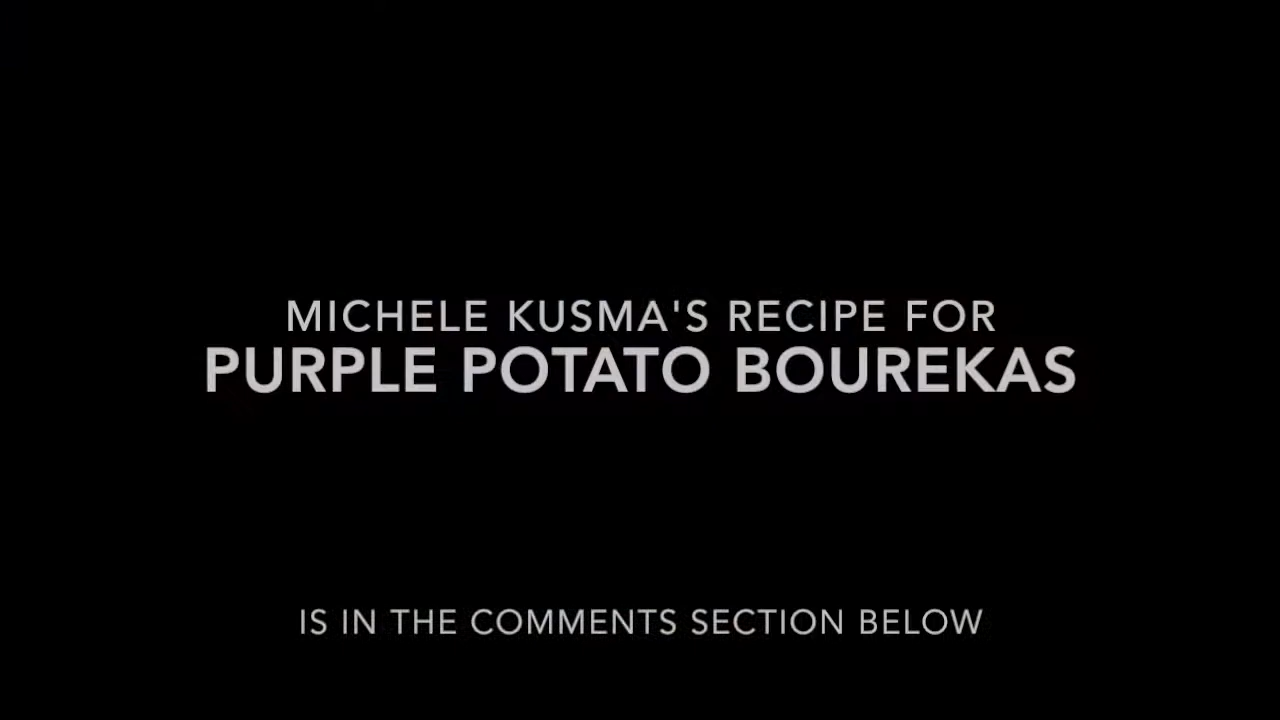 MICHELE KUSMA'S RECIPE FOR
PURPLE POTATO BOUREKAS
IS IN THE COMMENTS SECTION BELOW